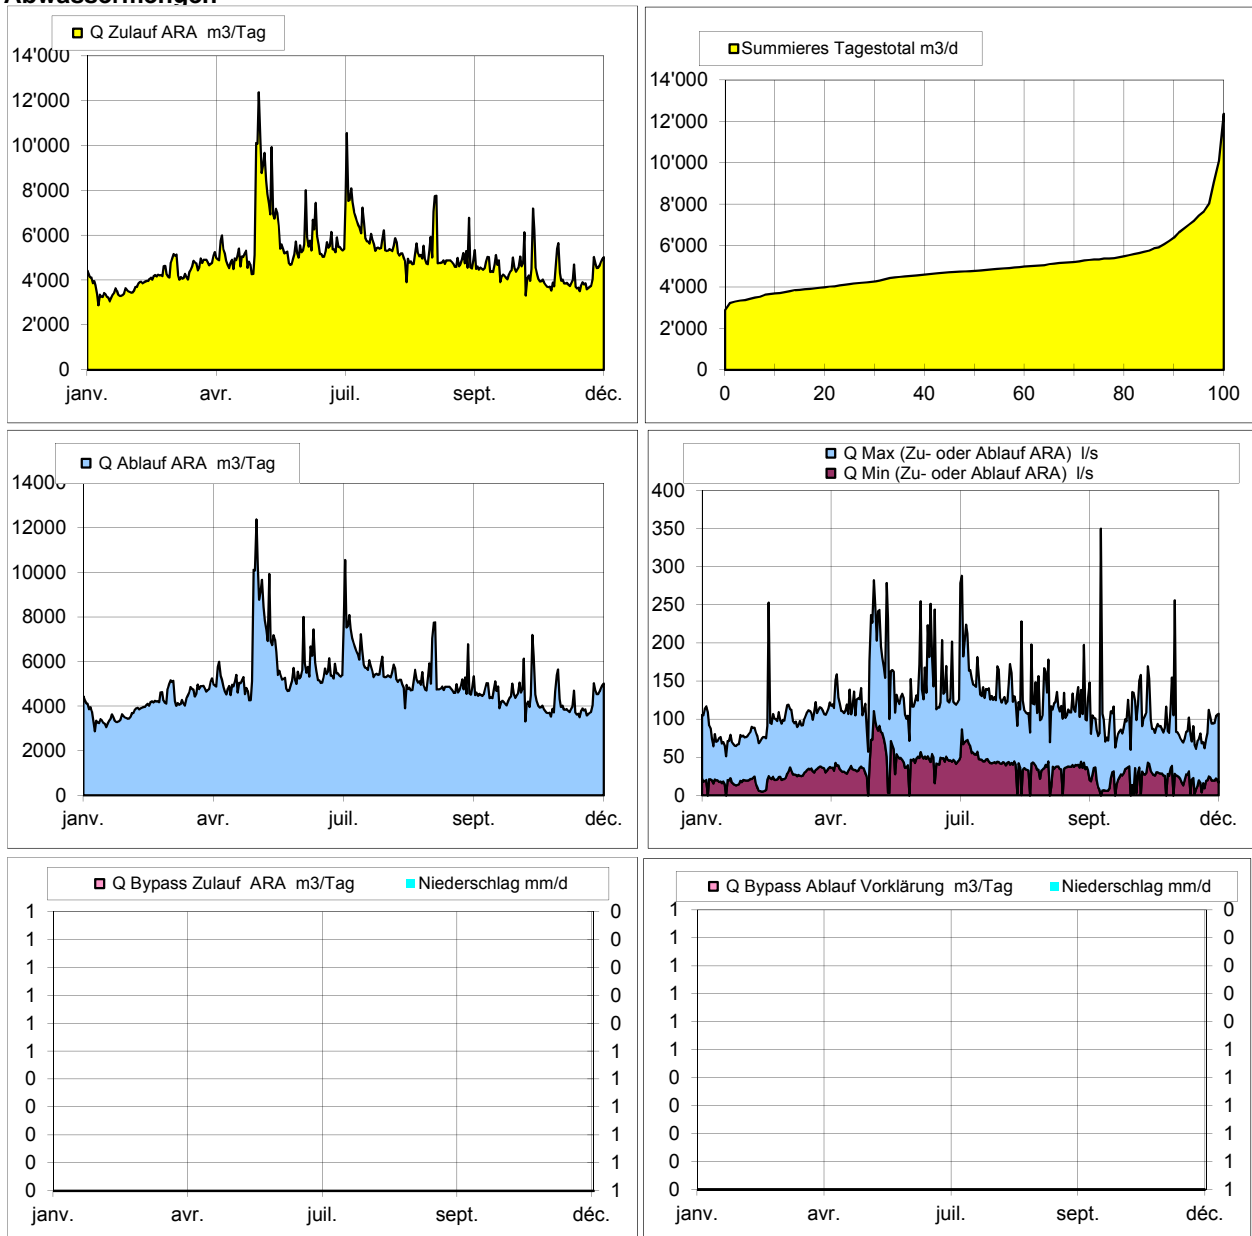 Abwassermengen
Q Zulauf ARA  m3/Tag
14'000
12'000
10'000
8'000
6'000
4'000
2'000
0
janv.
avr.
juil.
sept.
déc.
Summieres Tagestotal m3/d
14'000
12'000
10'000
8'000
6'000
4'000
2'000
0
0
20
40
60
80
100
Q Ablauf ARA  m3/Tag
14000
12000
10000
8000
6000
4000
2000
0
janv.
avr.
juil.
sept.
déc.
Q Max (Zu- oder Ablauf ARA)  l/s
Q Min (Zu- oder Ablauf ARA)  l/s
400
350
300
250
200
150
100
50
0
janv.
avr.
juil.
sept.
déc.
Q Bypass Zulauf  ARA  m3/Tag
Niederschlag mm/d
1
1
1
1
1
1
0
0
0
0
0
0
0
0
0
0
1
1
1
1
1
1
janv.
avr.
juil.
sept.
déc.
Q Bypass Ablauf Vorklärung  m3/Tag
Niederschlag mm/d
1
1
1
1
1
1
0
0
0
0
0
0
0
0
0
0
1
1
1
1
1
1
janv.
avr.
juil.
sept.
déc.